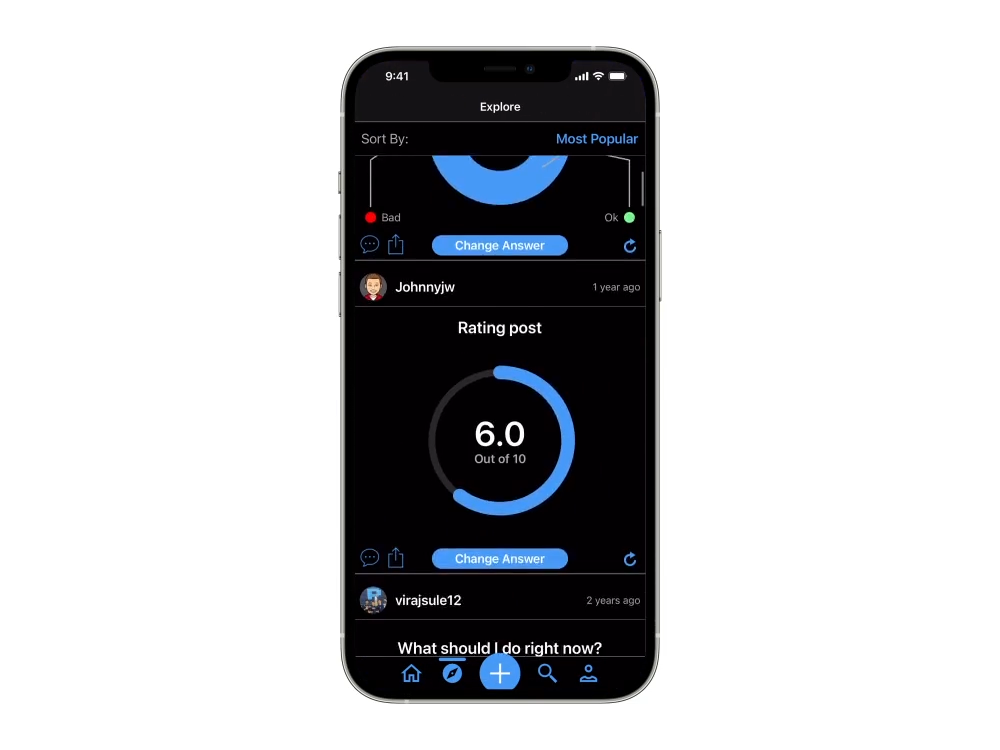 9:41
Explore
Sort By: Most Popular
Bad Ok
Change Answer
Johnnyjw 1 year ago
Rating post
6.0
Out of 10
Change Answer
virajsule12 2 years ago
What should I do right now?